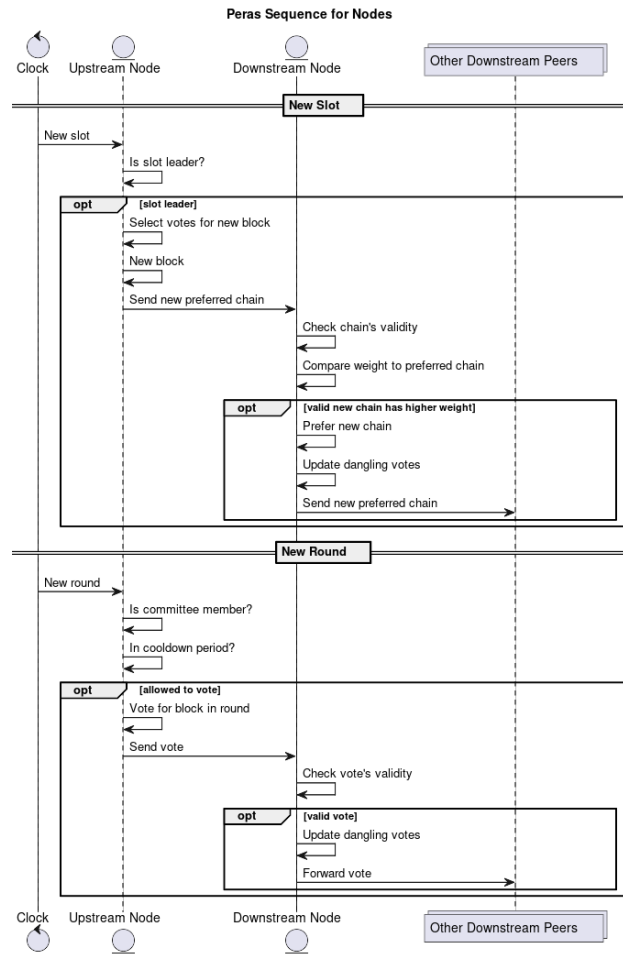 Peras Sequence for Nodes
Clock
Upstream Node
Downstream Node
Other Downstream Peers
New Slot
New slot
Is slot leader?
opt
[slot leader]
Select votes for new block
New block
Send new preferred chain
Check chain's validity
Compare weight to preferred chain
opt
[valid new chain has higher weight]
Prefer new chain
Update dangling votes
Send new preferred chain
New Round
New round
Is committee member?
In cooldown period?
opt
[allowed to vote]
Vote for block in round
Send vote
Check vote's validity
opt
[valid vote]
Update dangling votes
Forward vote
Clock
Upstream Node
Downstream Node
Other Downstream Peers